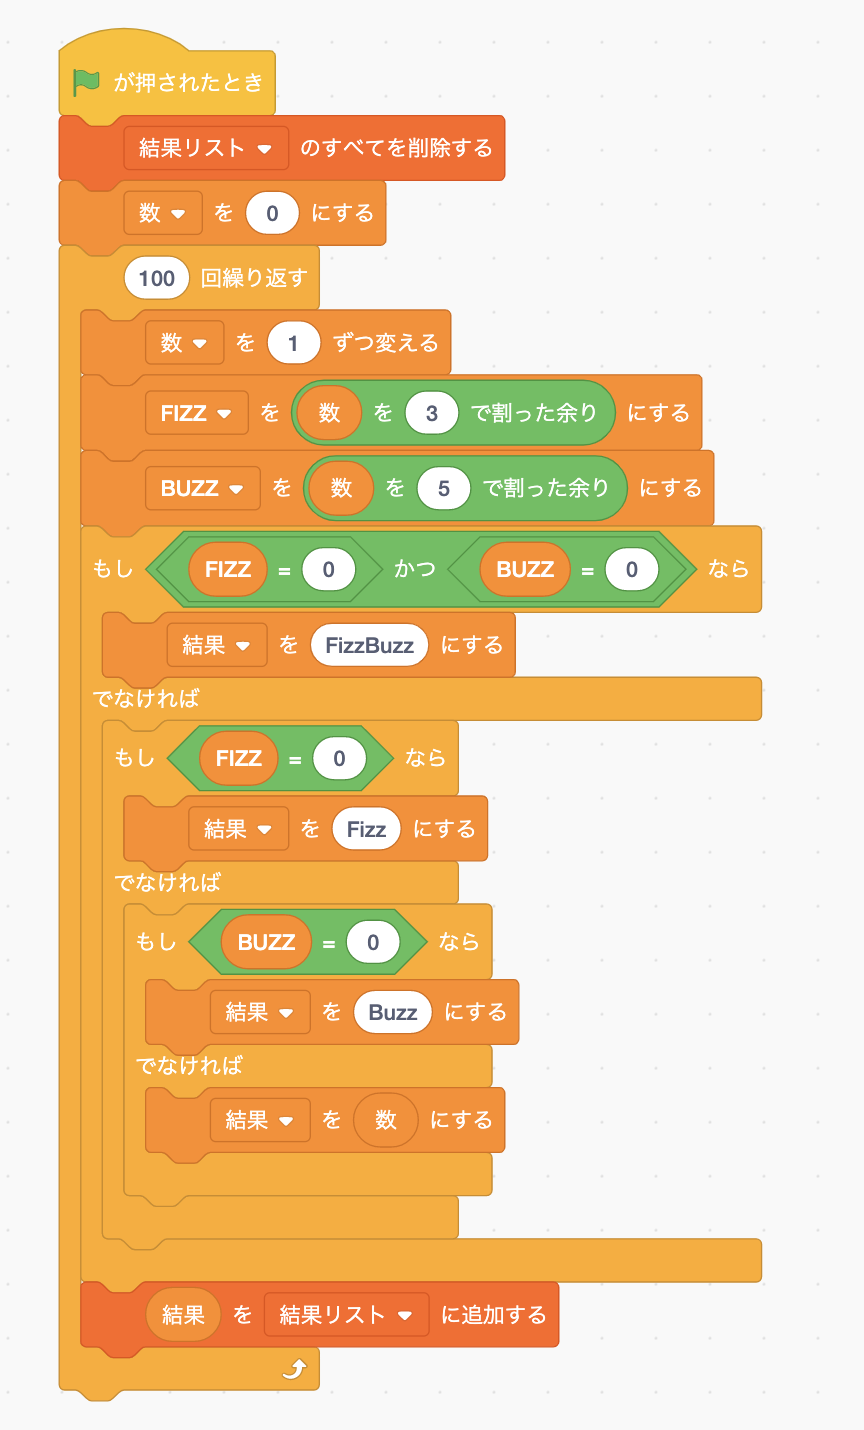 が押されたとき
結果リスト のすべてを削除する
数 を 0 にする
100 回繰り返す
数 を 1 ずつ変える
FIZZ を 数 を 3 で割った余り にする
BUZZ を 数 を 5 で割った余り にする
もし FIZZ = 0 かつ BUZZ = 0 なら
結果 を FizzBuzz にする
でなければ
もし FIZZ = 0 なら
結果 を Fizz にする
でなければ
もし BUZZ = 0 なら
結果 を Buzz にする
でなければ
結果 を 数 にする
結果 を 結果リスト に追加する